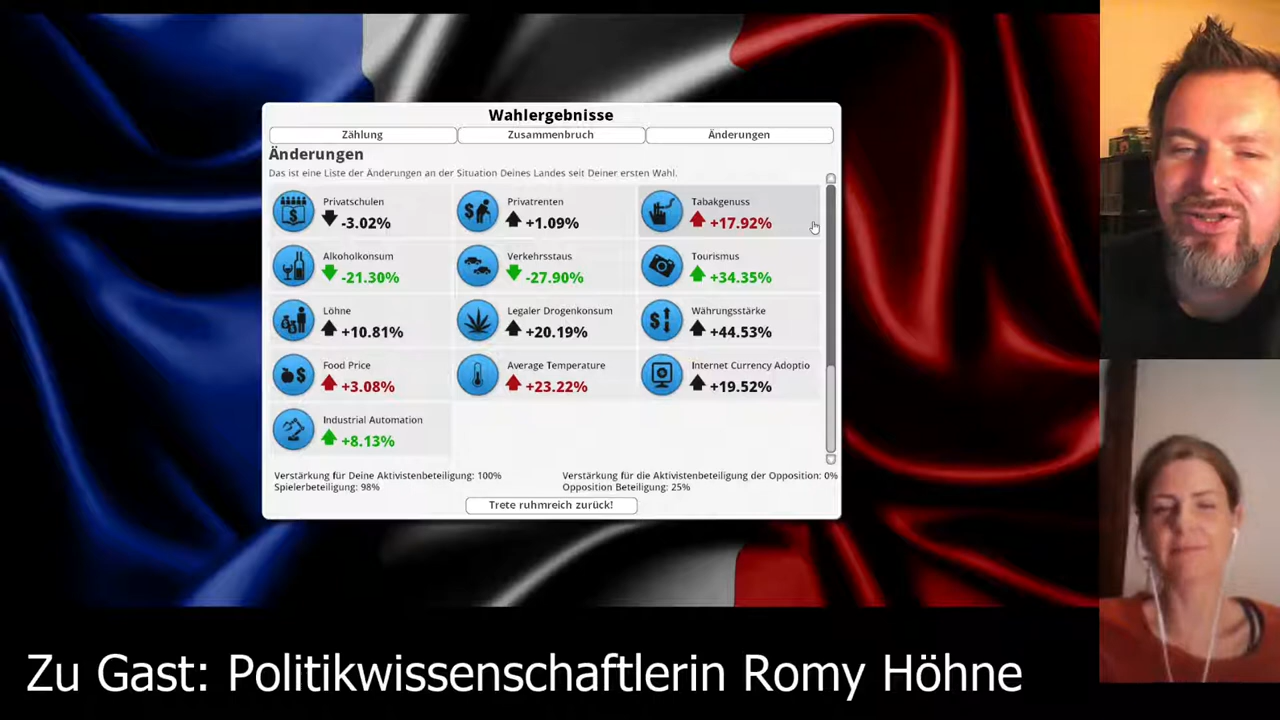 Wahlergebnisse
Zählung
Zusammenbruch
Änderungen
Änderungen
Das ist eine Liste der Änderungen an der Situation Deines Landes seit Deiner ersten Wahl.
Privatschulen
-3.02%
Privatrenten
+1.09%
Tabakgenuss
+17.92%
Alkoholkonsum
-21.30%
Verkehrsstaus
-27.90%
Tourismus
+34.35%
Löhne
+10.81%
Legaler Drogenkonsum
+20.19%
Währungsstärke
+44.53%
Food Price
+3.08%
Average Temperature
+23.22%
Internet Currency Adoptio
+19.52%
Industrial Automation
+8.13%
Verstärkung für Deine Aktivistenbeteiligung: 100%
Spielerbeteiligung: 98%
Verstärkung für die Aktivistenbeteiligung der Opposition: 0%
Opposition Beteiligung: 25%
Trete ruhmreich zurück!
Zu Gast: Politikwissenschaftlerin Romy Höhne